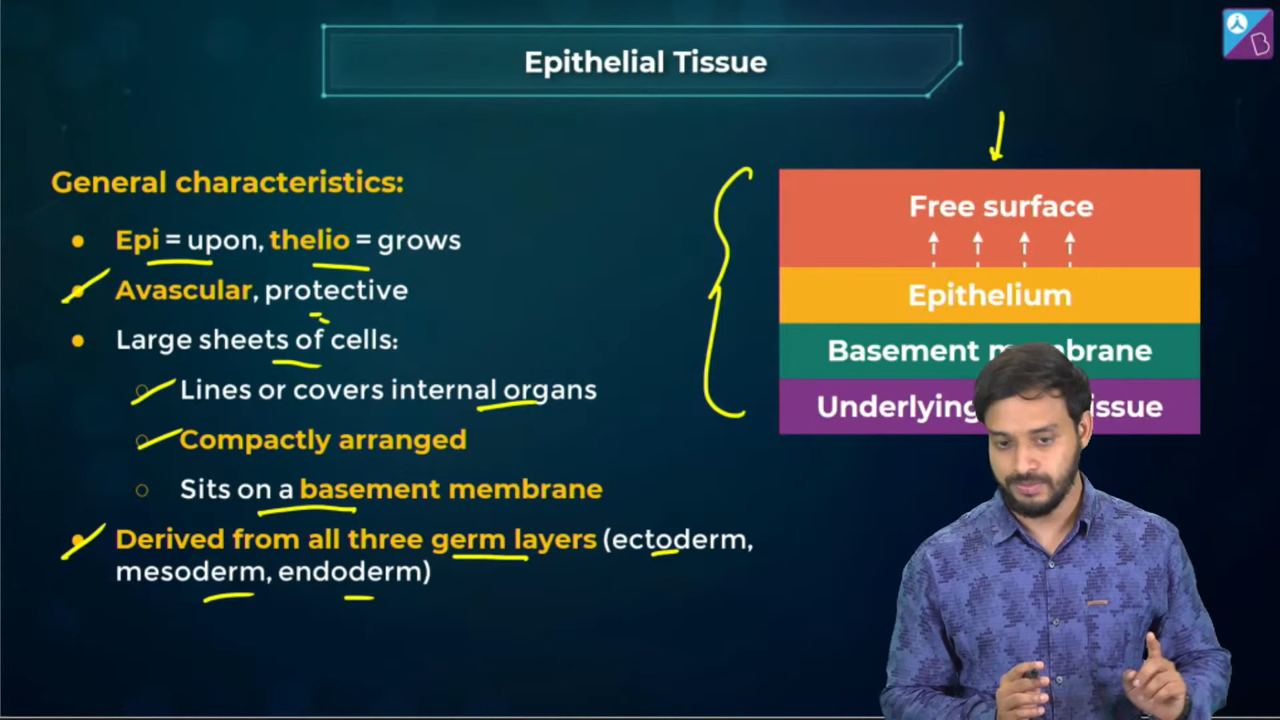 Epithelial Tissue
General characteristics:
Epi = upon, thelio = grows
Avascular, protective
Large sheets of cells:
Lines or covers internal organs
Compactly arranged
Sits on a basement membrane
Derived from all three germ layers (ectoderm,
mesoderm, endoderm)
Free surface
Epithelium
Basement membrane
Underlying
B